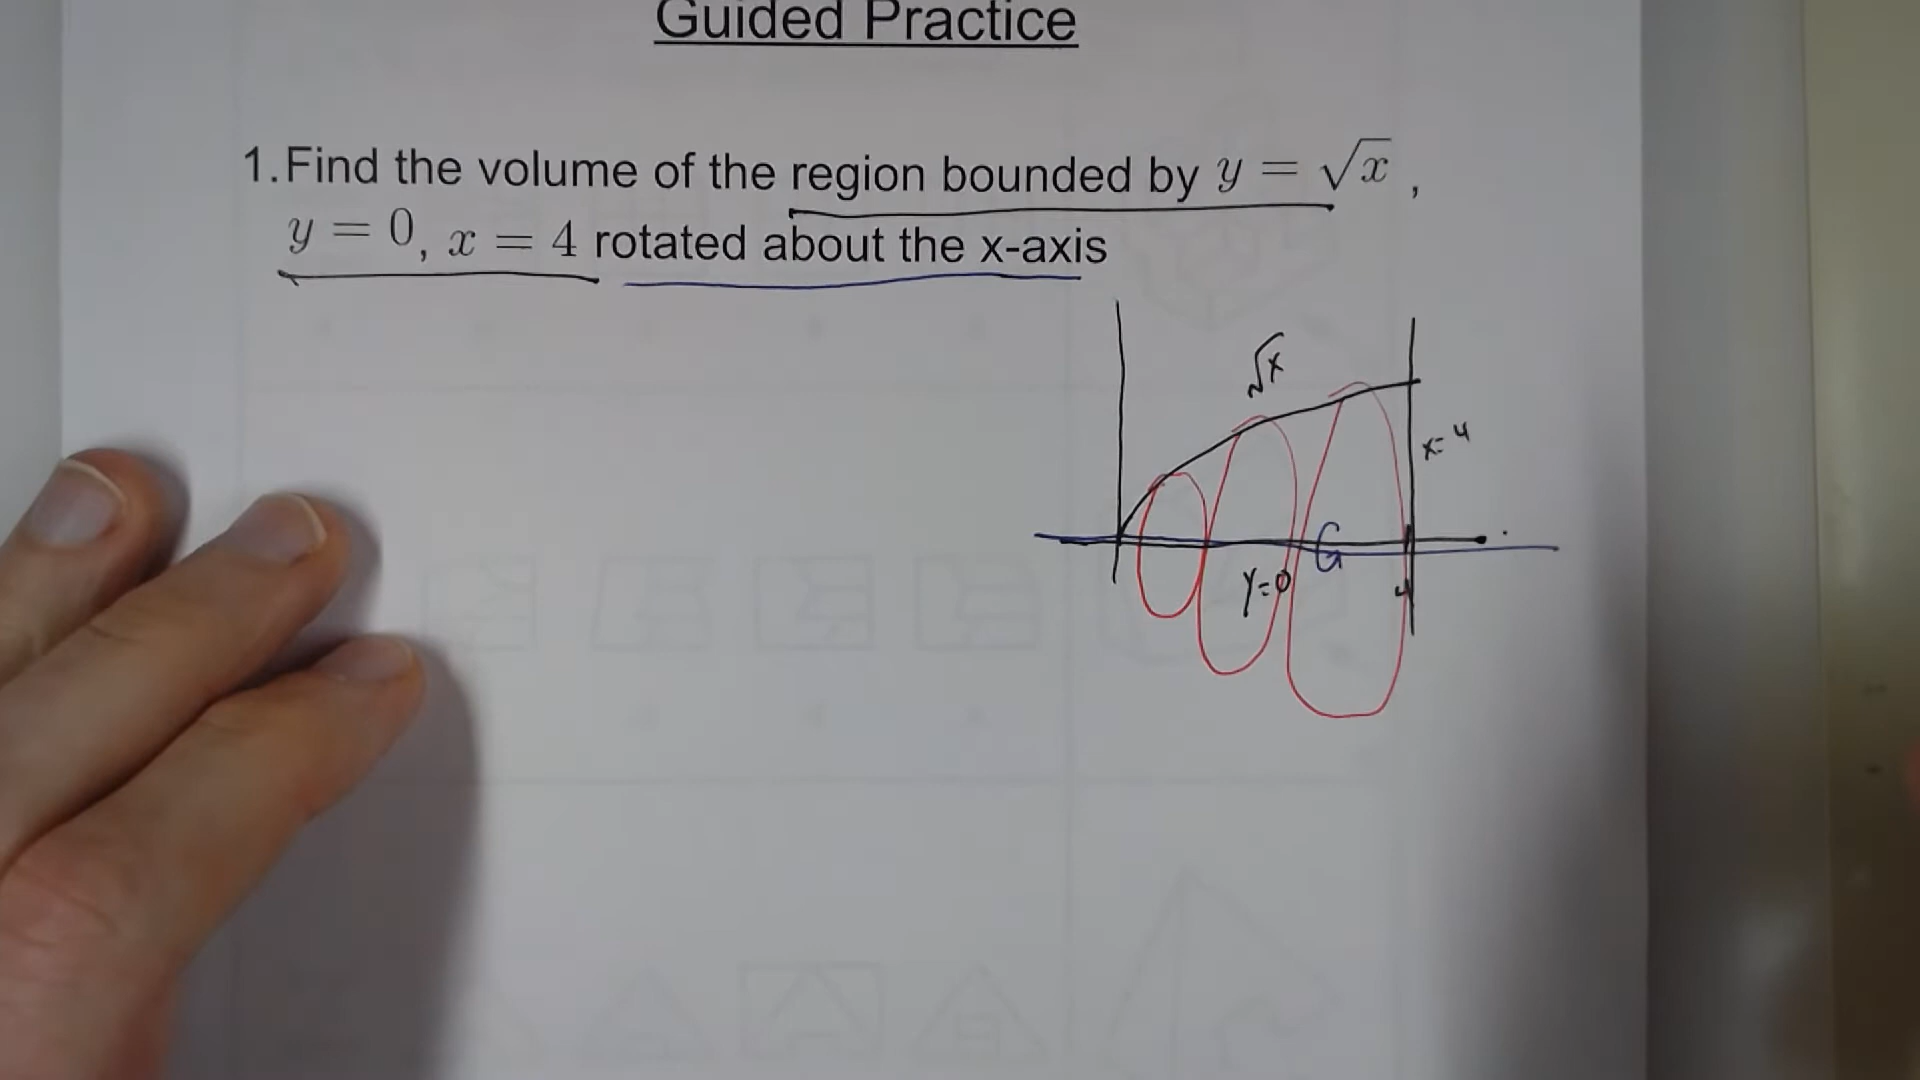 Guided Practice
1. Find the volume of the region bounded by y = √x ,
y = 0, x = 4 rotated about the x-axis
√x
x=4
y=0
4